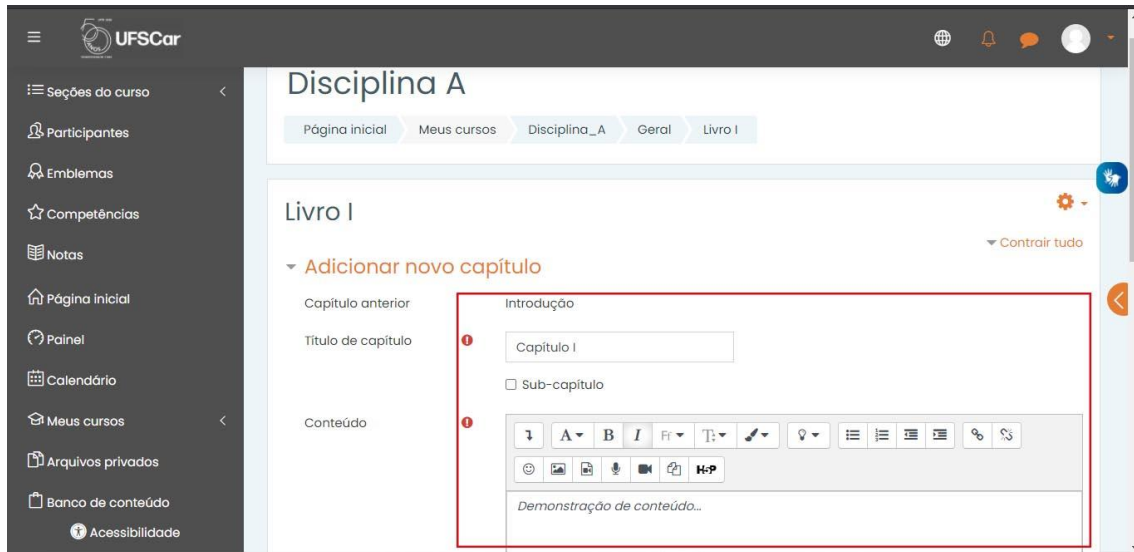 UFSCar
Seções do curso
Participantes
Emblemas
Competências
Notas
Página inicial
Painel
Calendário
Meus cursos
Arquivos privados
Banco de conteúdo
Acessibilidade
Disciplina A
Página inicial Meus cursos Disciplina_A Geral Livro I
Livro I
Contrair tudo
Adicionar novo capítulo
Capítulo anterior Introdução
Título de capítulo Capítulo I
Sub-capítulo
Conteúdo
A B I Fr T
H-P
Demonstração de conteúdo...